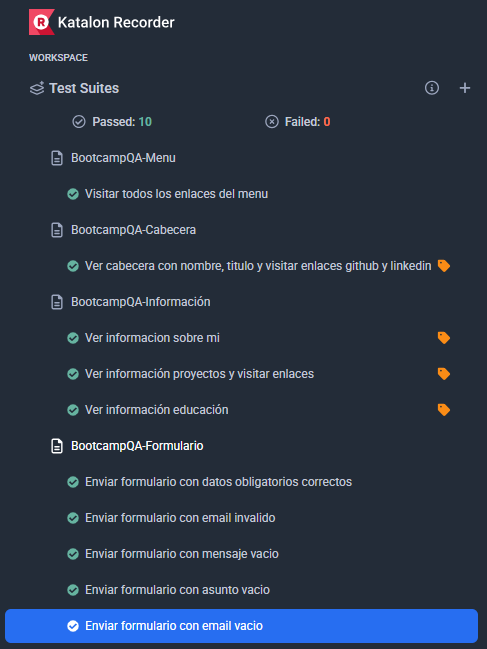 R Katalon Recorder
WORKSPACE
Test Suites
Passed: 10 Failed: 0
BootcampQA-Menu
Visitar todos los enlaces del menu
BootcampQA-Cabecera
Ver cabecera con nombre, titulo y visitar enlaces github y linkedin
BootcampQA-Información
Ver informacion sobre mi
Ver información proyectos y visitar enlaces
Ver información educación
BootcampQA-Formulario
Enviar formulario con datos obligatorios correctos
Enviar formulario con email invalido
Enviar formulario con mensaje vacio
Enviar formulario con asunto vacio
Enviar formulario con email vacio